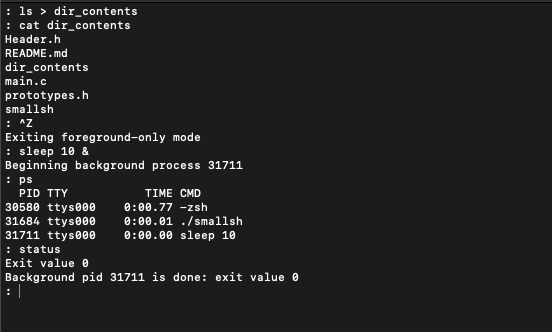 : ls > dir_contents
: cat dir_contents
Header.h
README.md
dir_contents
main.c
prototypes.h
smallsh
: ^Z
Exiting foreground-only mode
: sleep 10 &
Beginning background process 31711
: ps
  PID TTY           TIME CMD
30580 ttys000    0:00.77 -zsh
31684 ttys000    0:00.01 ./smallsh
31711 ttys000    0:00.00 sleep 10
: status
Exit value 0
Background pid 31711 is done: exit value 0
: